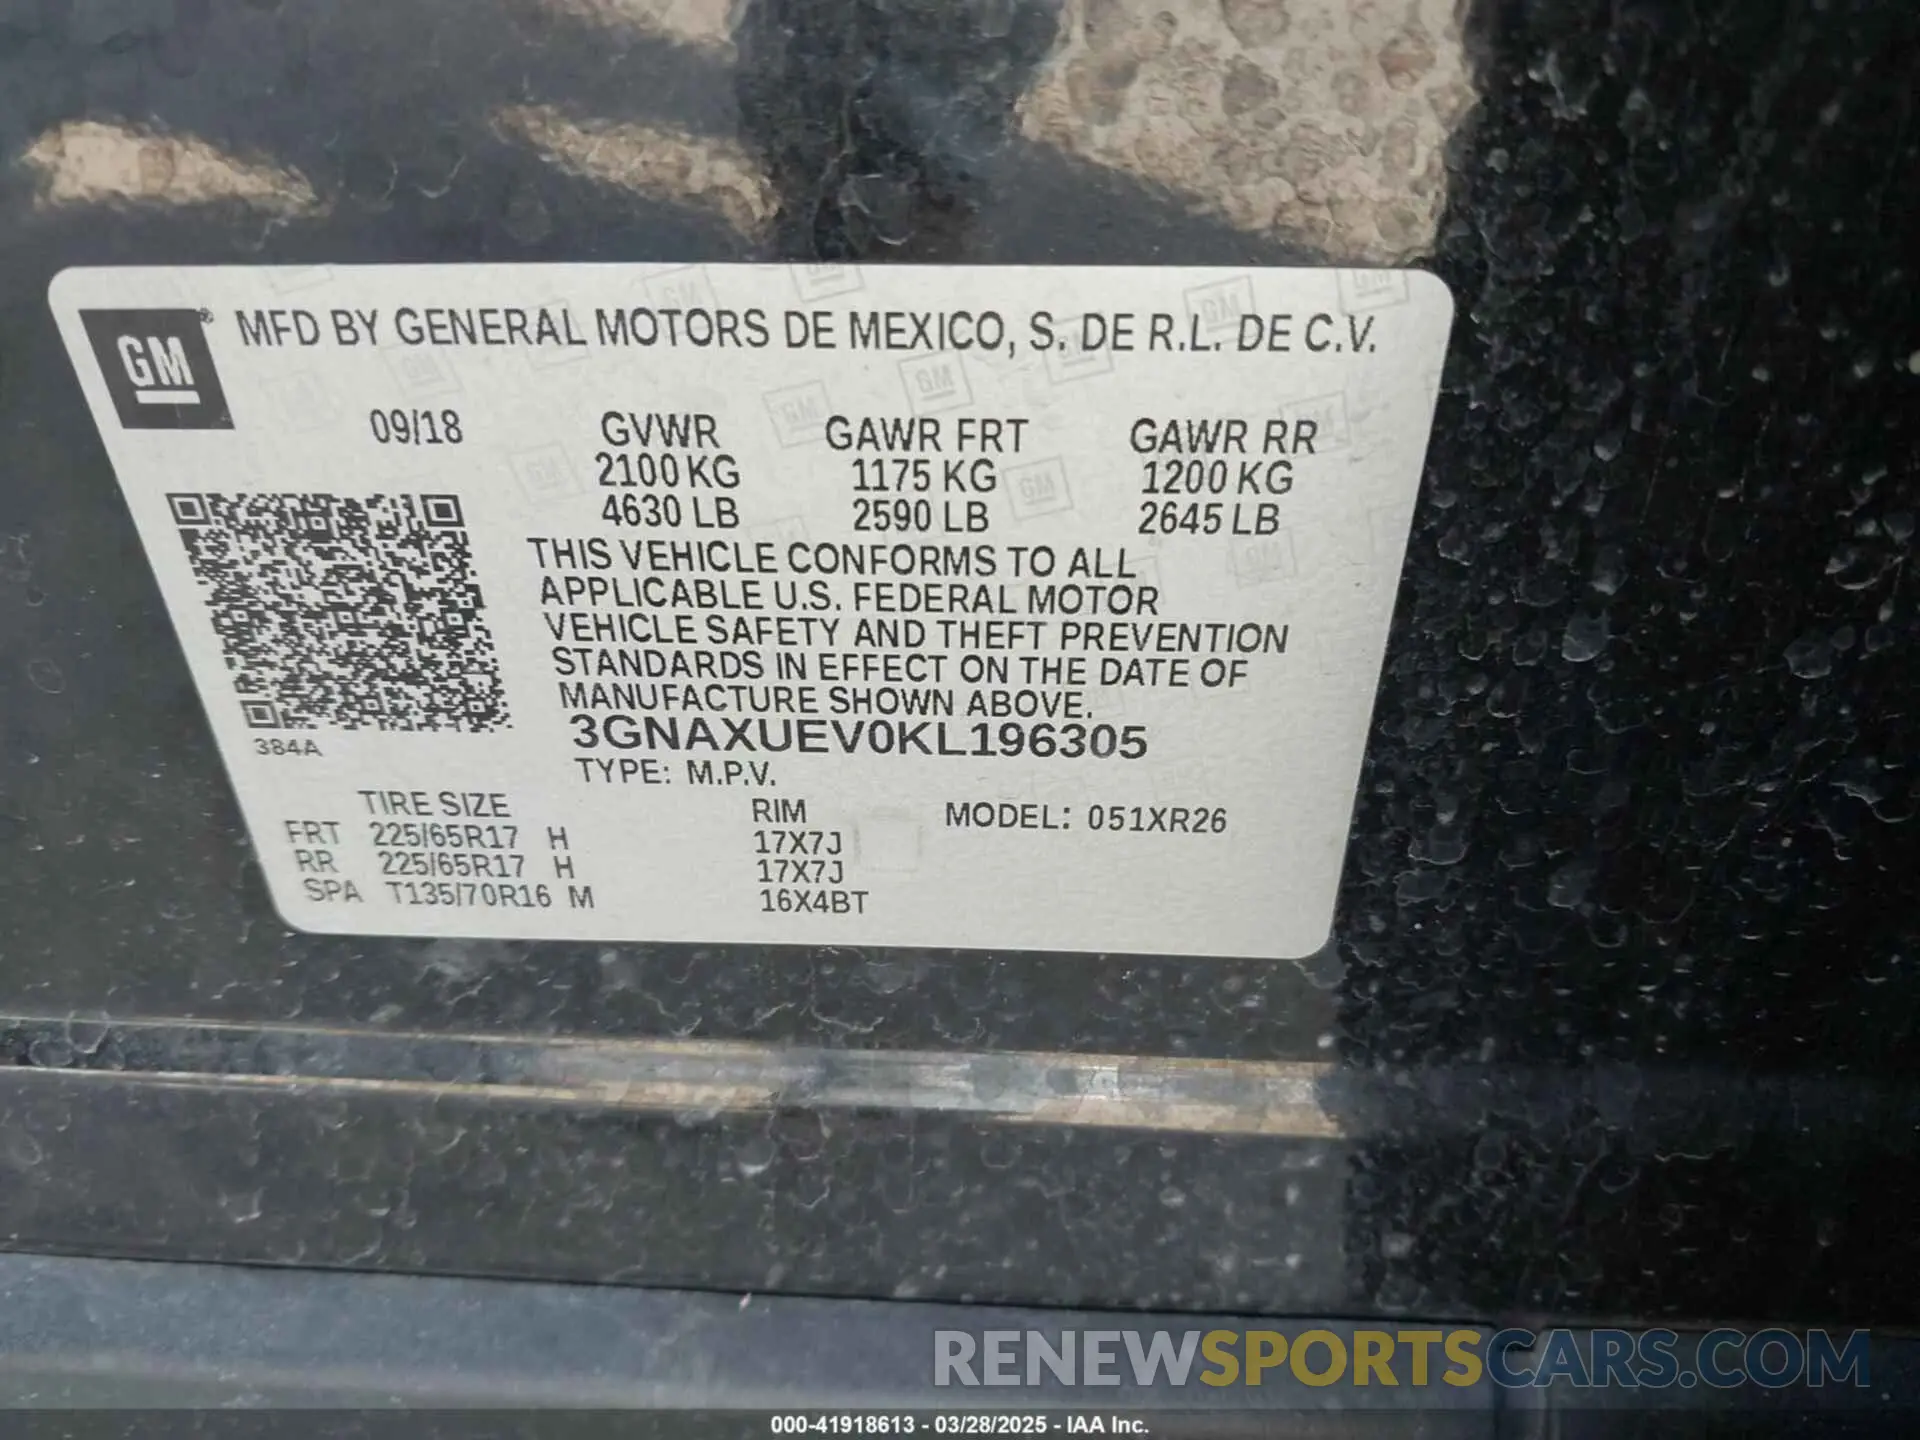 GM® MFD BY GENERAL MOTORS DE MEXICO, S. DE R.L. DE C.V.
09/18 GVWR GAWR FRT GAWR RR
2100 KG 1175 KG 1200 KG
4630 LB 2590 LB 2645 LB
THIS VEHICLE CONFORMS TO ALL
APPLICABLE U.S. FEDERAL MOTOR
VEHICLE SAFETY AND THEFT PREVENTION
STANDARDS IN EFFECT ON THE DATE OF
MANUFACTURE SHOWN ABOVE.
384A 3GNAXUEV0KL196305
TYPE: M.P.V.
TIRE SIZE RIM MODEL: 051XR26
FRT 225/65R17 H 17X7J
RR 225/65R17 H 17X7J
SPA T135/70R16 M 16X4BT
RENEWSPORTSCARS.COM
000-41918613 - 03/28/2025 - IAA Inc.